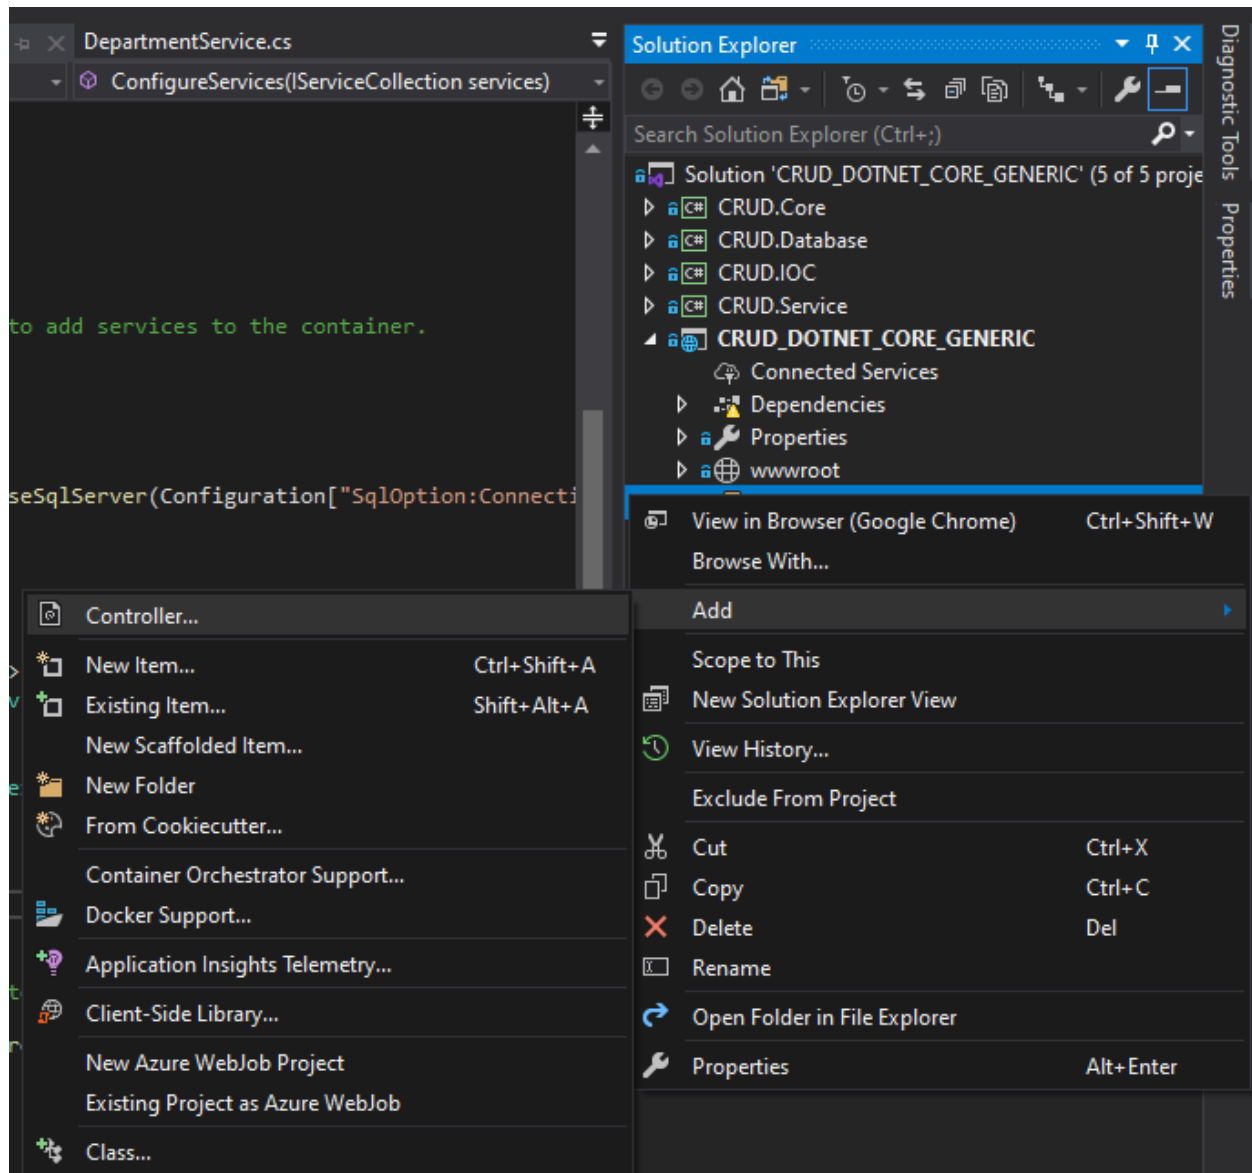 DepartmentService.cs
ConfigureServices(IServiceCollection services)
to add services to the container.
seSqlServer(Configuration["SqlOption:Connecti
Solution Explorer
Search Solution Explorer (Ctrl+;)
Solution 'CRUD_DOTNET_CORE_GENERIC' (5 of 5 proje
C# CRUD.Core
C# CRUD.Database
C# CRUD.IOC
C# CRUD.Service
CRUD_DOTNET_CORE_GENERIC
Connected Services
Dependencies
Properties
wwwroot
Diagnostic Tools
Properties
View in Browser (Google Chrome) Ctrl+Shift+W
Browse With...
Add
Scope to This
New Solution Explorer View
View History...
Exclude From Project
Cut Ctrl+X
Copy Ctrl+C
Delete Del
Rename
Open Folder in File Explorer
Properties Alt+Enter
Controller...
New Item... Ctrl+Shift+A
Existing Item... Shift+Alt+A
New Scaffolded Item...
New Folder
From Cookiecutter...
Container Orchestrator Support...
Docker Support...
Application Insights Telemetry...
Client-Side Library...
New Azure WebJob Project
Existing Project as Azure WebJob
Class...